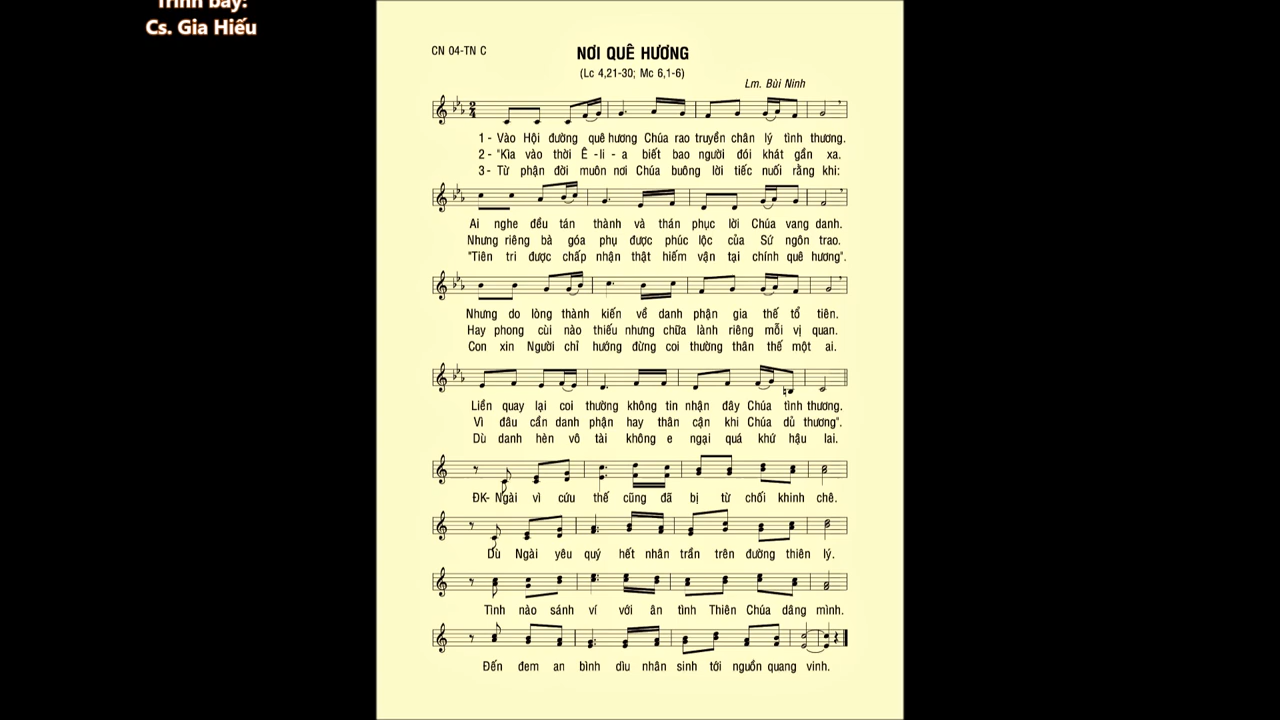 Trình bày:
Cs. Gia Hiếu
CN 04-TN C
NƠI QUÊ HƯƠNG
(Lc 4,21-30; Mc 6,1-6)
Lm. Bùi Ninh
1 - Vào Hội đường quê hương Chúa rao truyền chân lý tình thương.
2 - "Kìa vào thời Ê - li - a biết bao người đói khát gần xa.
3 - Từ phận đời muôn nơi Chúa buông lời tiếc nuối rằng khi:
Ai nghe đều tán thành và thán phục lời Chúa vang danh.
Nhưng riêng bà góa phụ được phúc lộc của Sứ ngôn trao.
"Tiên tri được chấp nhận thật hiếm vận tại chính quê hương".
Nhưng do lòng thành kiến về danh phận gia thế tổ tiên.
Hay phong cùi nào thiếu nhưng chữa lành riêng mỗi vị quan.
Con xin Người chỉ hướng đừng coi thường thân thế một ai.
Liền quay lại coi thường không tin nhận đây Chúa tình thương.
Vì đâu cần danh phận hay thân cận khi Chúa dủ thương".
Dù danh hèn vô tài không e ngại quá khứ hậu lai.
ĐK- Ngài vì cứu thế cũng đã bị từ chối khinh chê.
Dù Ngài yêu quý hết nhân trần trên đường thiên lý.
Tình nào sánh ví với ân tình Thiên Chúa dâng mình.
Đến đem an bình dìu nhân sinh tới nguồn quang vinh.